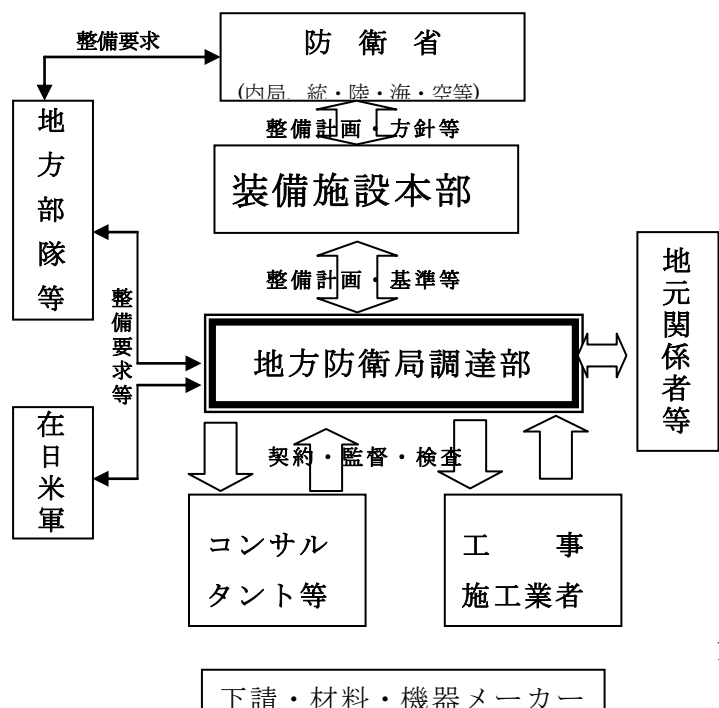 整備要求
防衛省
(内局、統・陸・海・空等)
整備計画・方針等
地方部隊等
装備施設本部
整備計画・基準等
地元関係者等
整備要求等
地方防衛局調達部
在日米軍
契約・監督・検査
コンサル
タント等
工事
施工業者
下請・材料・機器メーカー